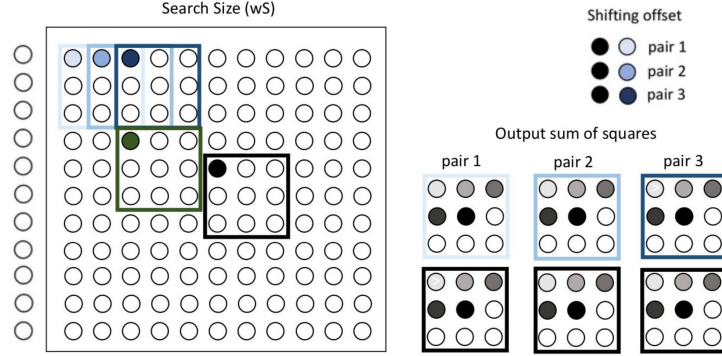 Search Size (wS)
Shifting offset
pair 1
pair 2
pair 3
Output sum of squares
pair 1
pair 2
pair 3